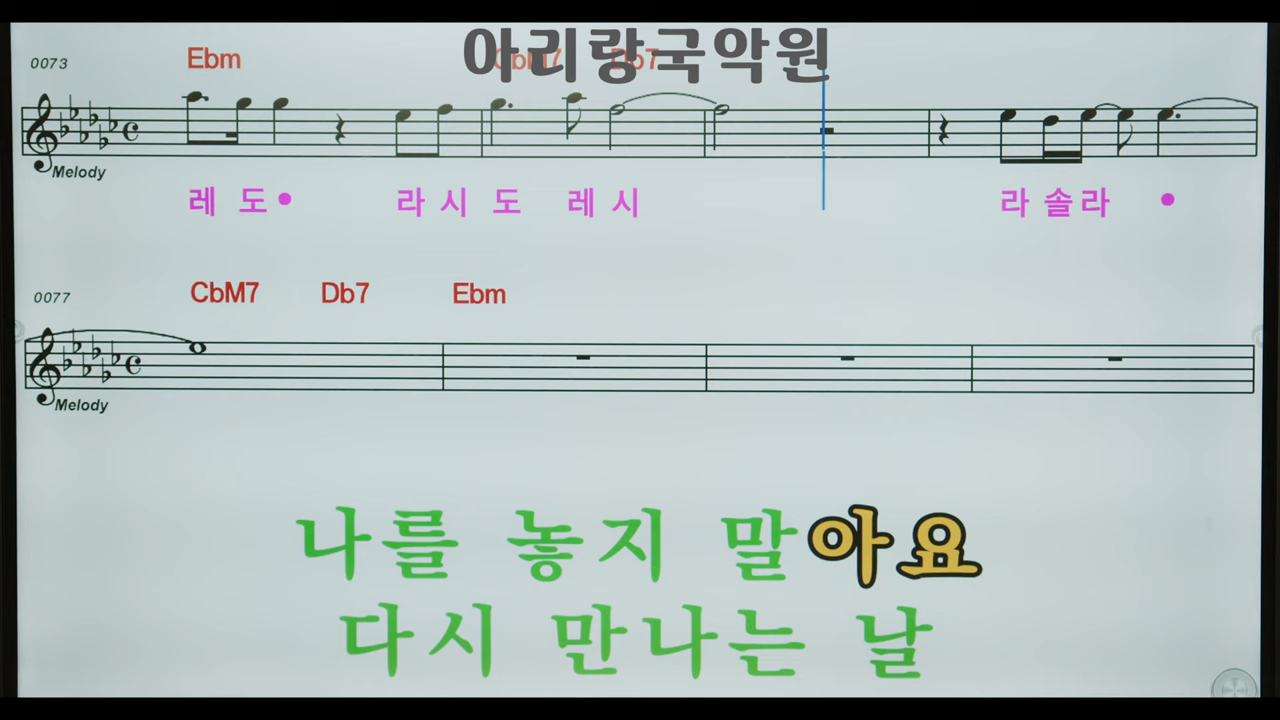 아리랑국악원
0073
Ebm
Melody
레 도 라 시 도 레 시 라 솔 라
0077
CbM7 Db7 Ebm
Melody
나를 놓지 말아요
다시 만나는 날